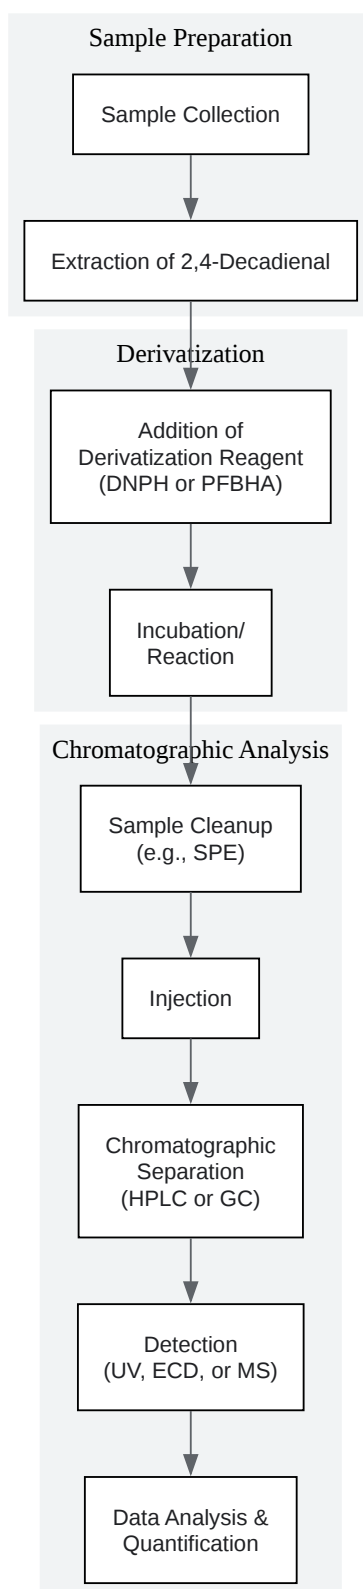 Sample Preparation
Sample Collection
Extraction of 2,4-Decadienal
Derivatization
Addition of
Derivatization Reagent
(DNPH or PFBHA)
Incubation/
Reaction
Chromatographic Analysis
Sample Cleanup
(e.g., SPE)
Injection
Chromatographic
Separation
(HPLC or GC)
Detection
(UV, ECD, or MS)
Data Analysis &
Quantification